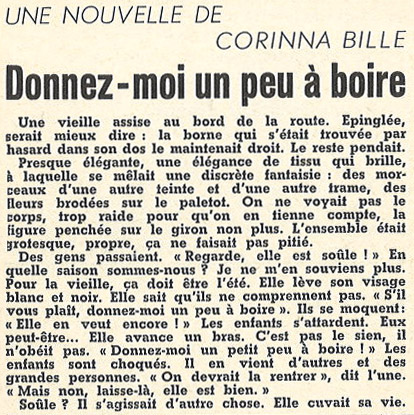 UNE NOUVELLE DE
CORINNA BILLE
Donnez-moi un peu à boire
Une vieille assise au bord de la route. Epinglée,
serait mieux dire : la borne qui s'était trouvée par
hasard dans son dos le maintenait droit. Le reste pendait.
Presque élégante, une élégance de tissu qui brille,
à laquelle se mêlait une discrète fantaisie : des mor-
ceaux d'une autre teinte et d'une autre trame, des
fleurs brodées sur le paletot. On ne voyait pas le
corps, trop raide pour qu'on en tienne compte, la
figure penchée sur le giron non plus. L'ensemble était
grotesque, propre, ça ne faisait pas pitié.
Des gens passaient. « Regarde, elle est soûle ! » En
quelle saison sommes-nous ? Je ne m'en souviens plus.
Pour la vieille, ça doit être l'été. Elle lève son visage
blanc et noir. Elle sait qu'ils ne comprennent pas. « S'il
vous plaît, donnez-moi un peu à boire ». Ils se moquent :
« Elle en veut encore ! » Les enfants s'attardent. Eux
peut-être... Elle avance un bras. C'est pas le sien, il
n'obéit pas. « Donnez-moi un petit peu à boire ! » Les
enfants sont choqués. Il en vient d'autres et des
grandes personnes. « On devrait la rentrer », dit l'une.
« Mais non, laisse-là, elle est bien. »
Soûle ? Il s'agissait d'autre chose. Elle cuvait sa vie.